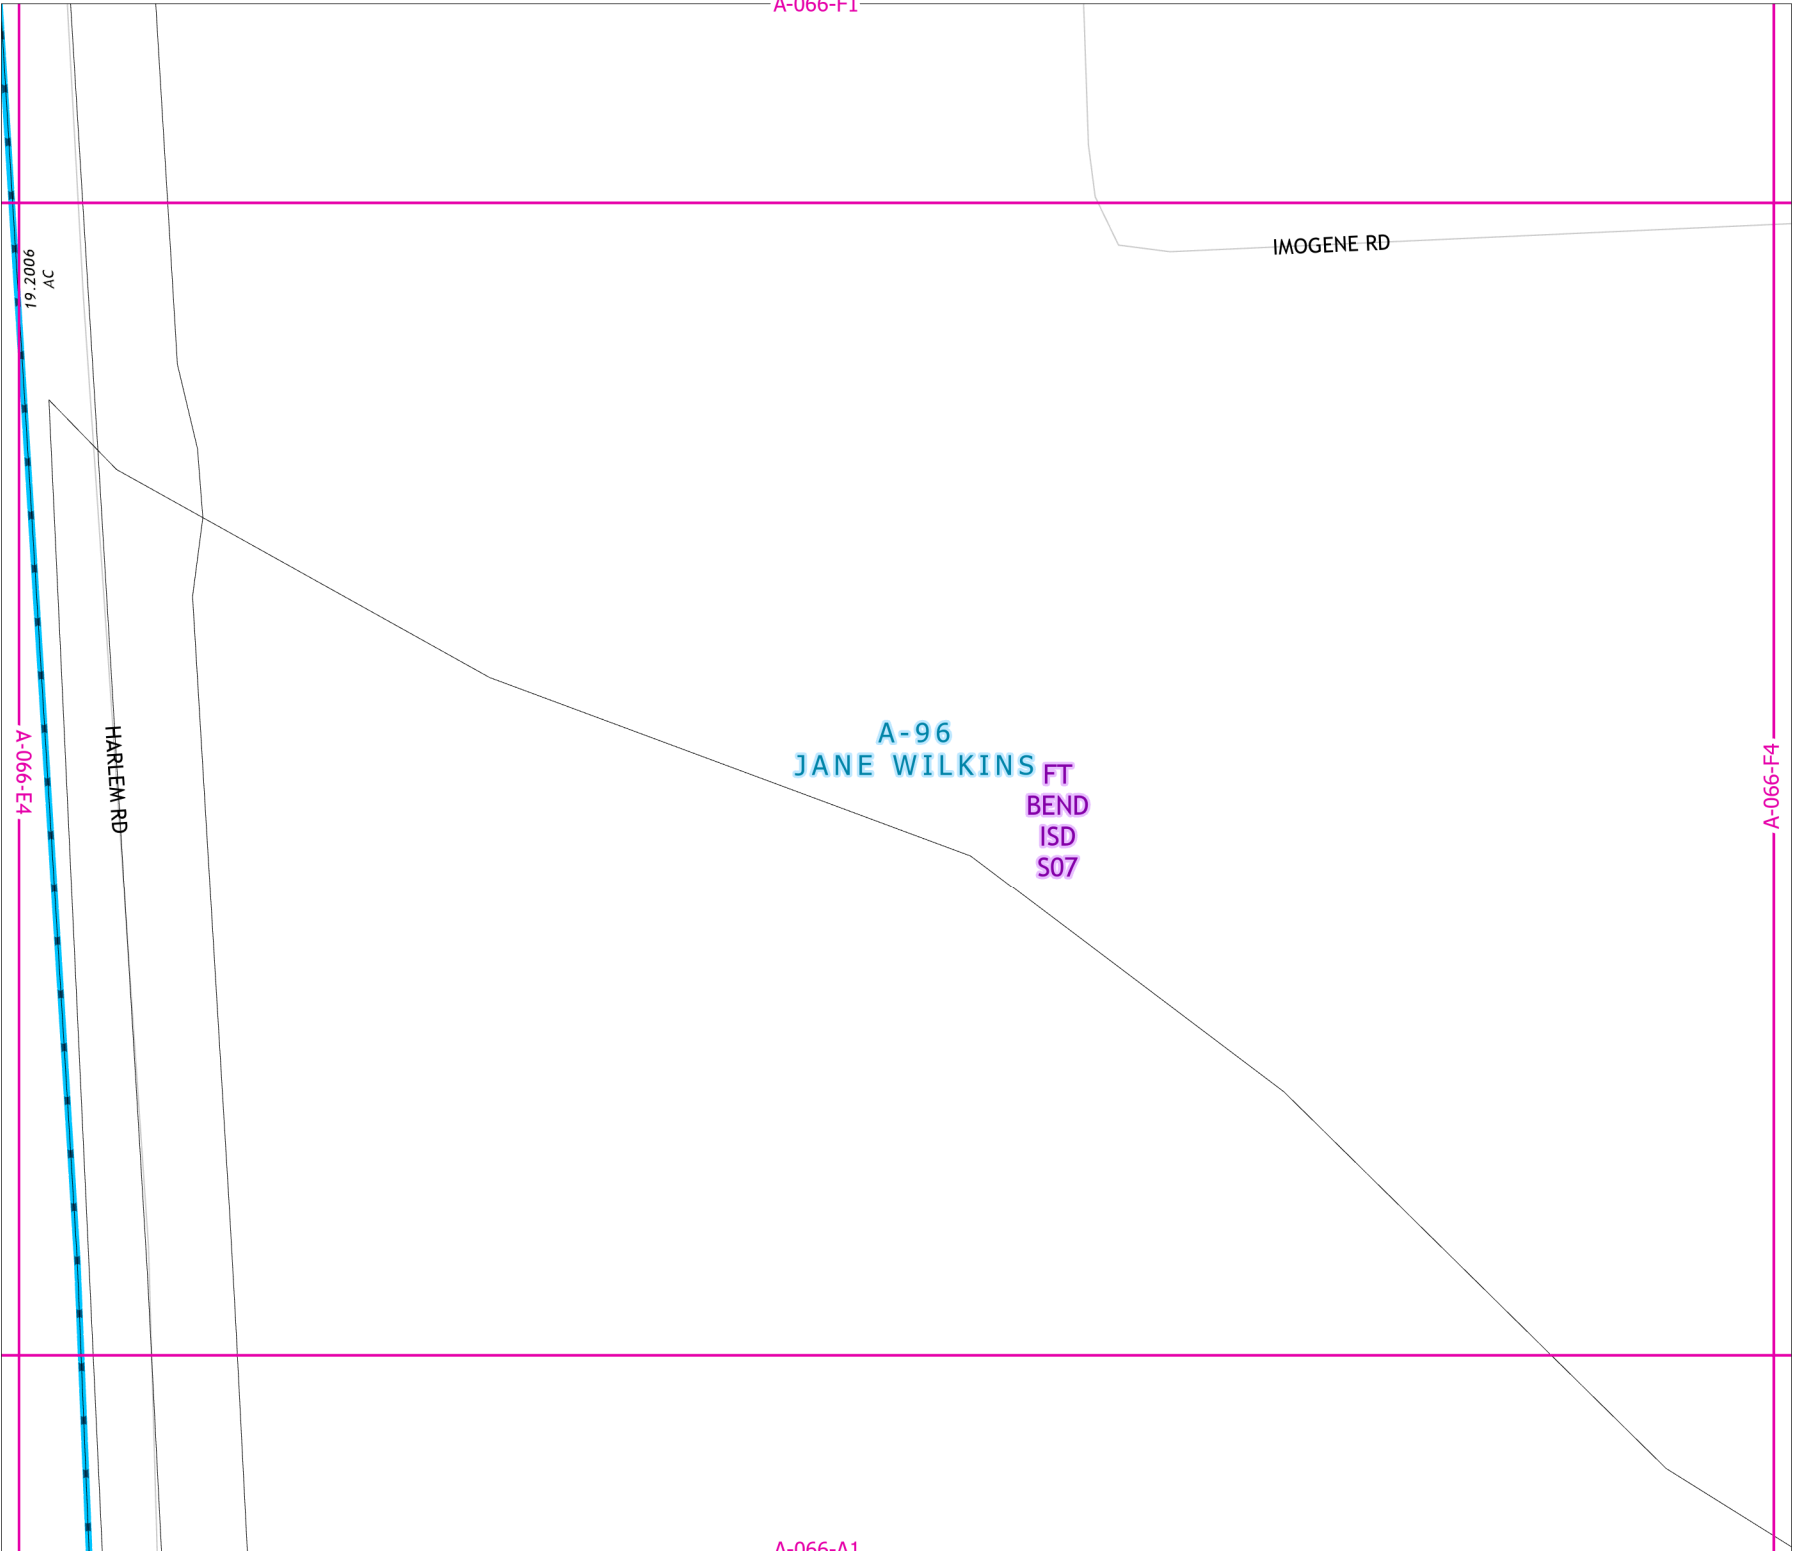 A-066-F1
IMOGENE RD
19.2006
AC
A-066-E4
HARLEM RD
A-96
JANE WILKINS
FT
BEND
ISD
S07
A-066-F4
A-066-A1